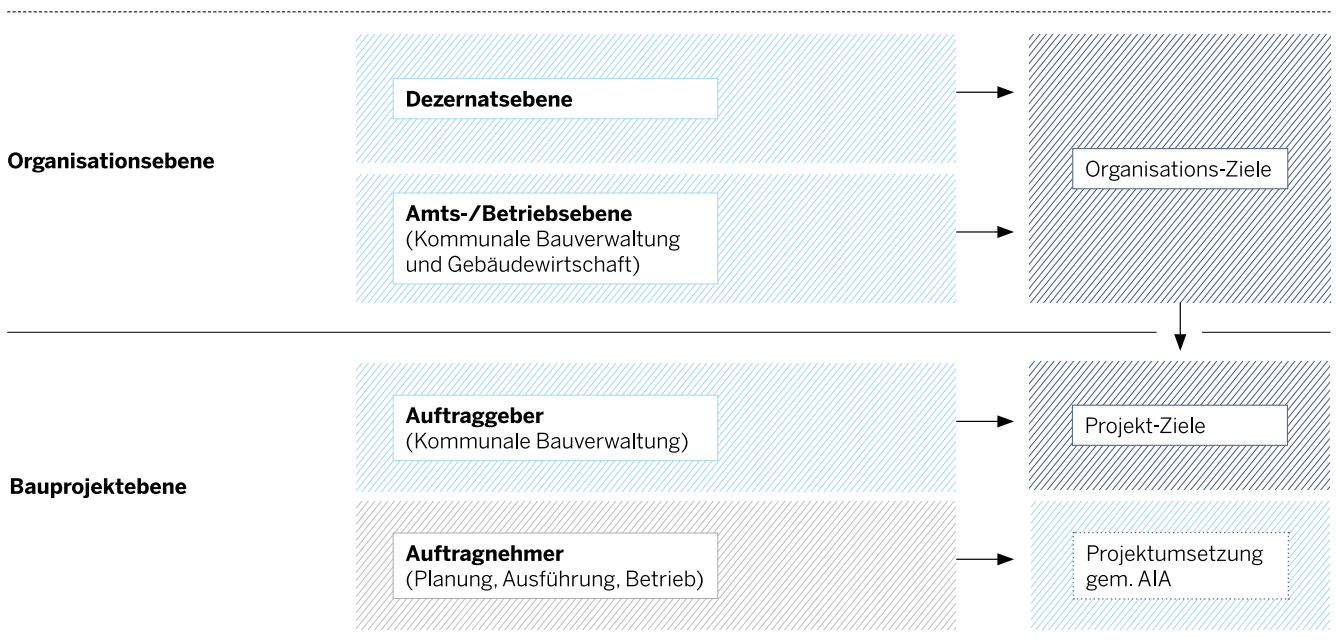 Organisationsebene
Dezernatsebene
Amts-/Betriebsebene
(Kommunale Bauverwaltung
und Gebäudewirtschaft)
Organisations-Ziele
Bauprojektebene
Auftraggeber
(Kommunale Bauverwaltung)
Projekt-Ziele
Auftragnehmer
(Planung, Ausführung, Betrieb)
Projektumsetzung
gem. AIA